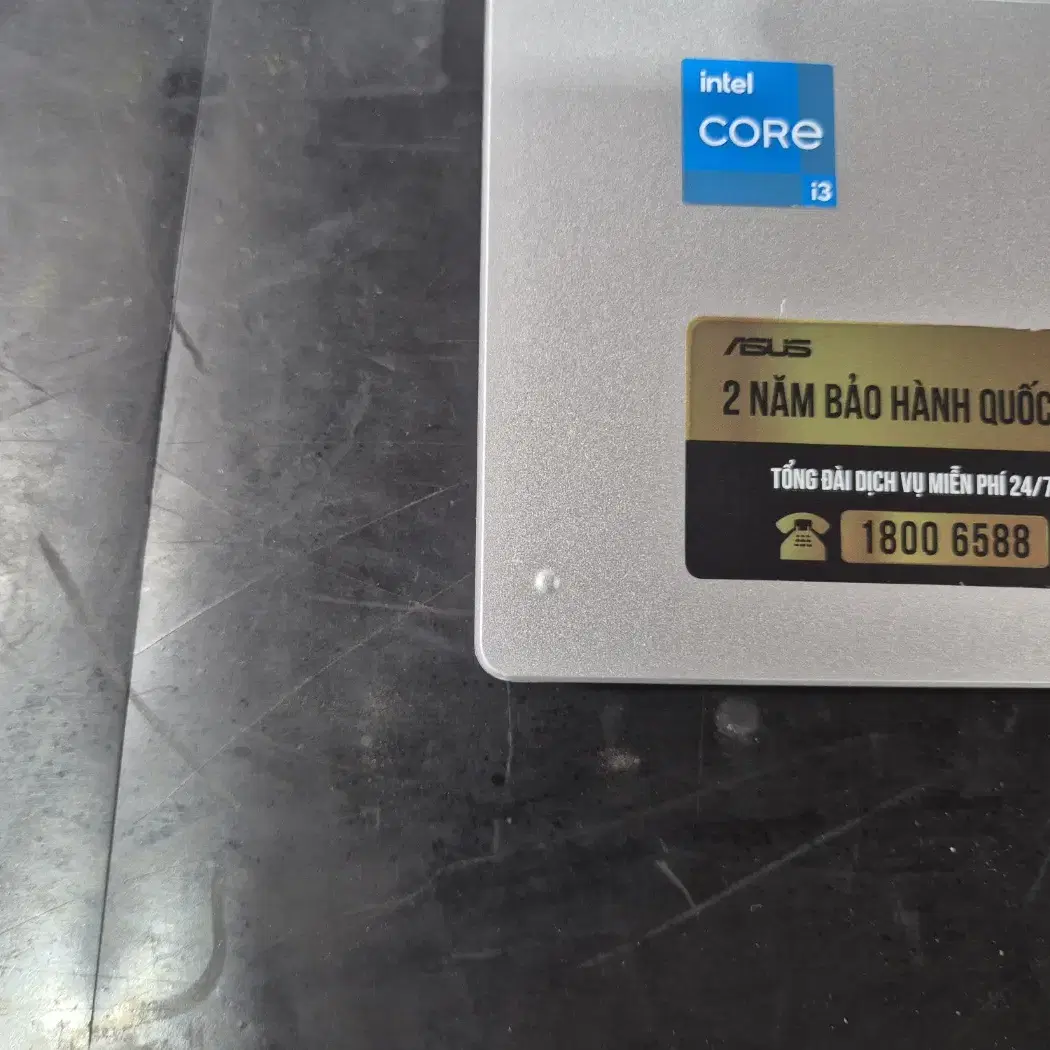 intel
CORe
i3
ASUS
2 NĂM BẢO HÀNH QUỐC
TỔNG ĐÀI DỊCH VỤ MIỄN PHÍ 24/7
1800 6588